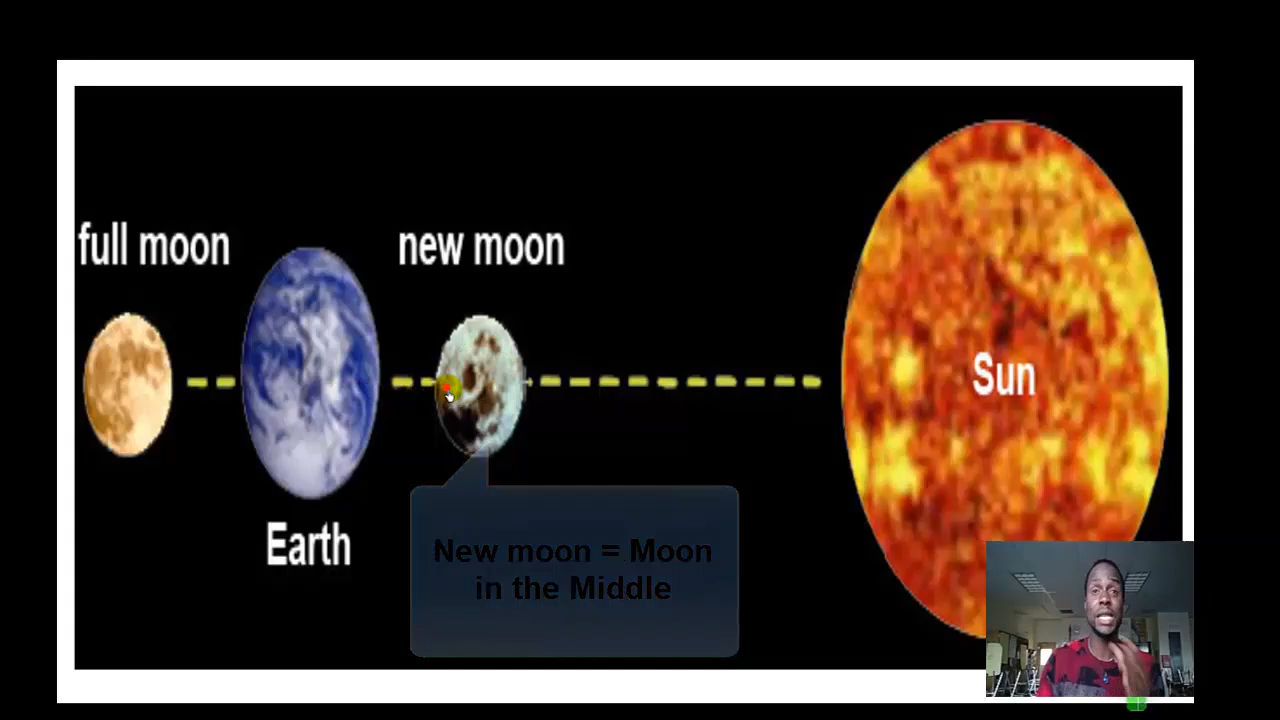 full moon
new moon
Sun
Earth
New moon = Moon
in the Middle